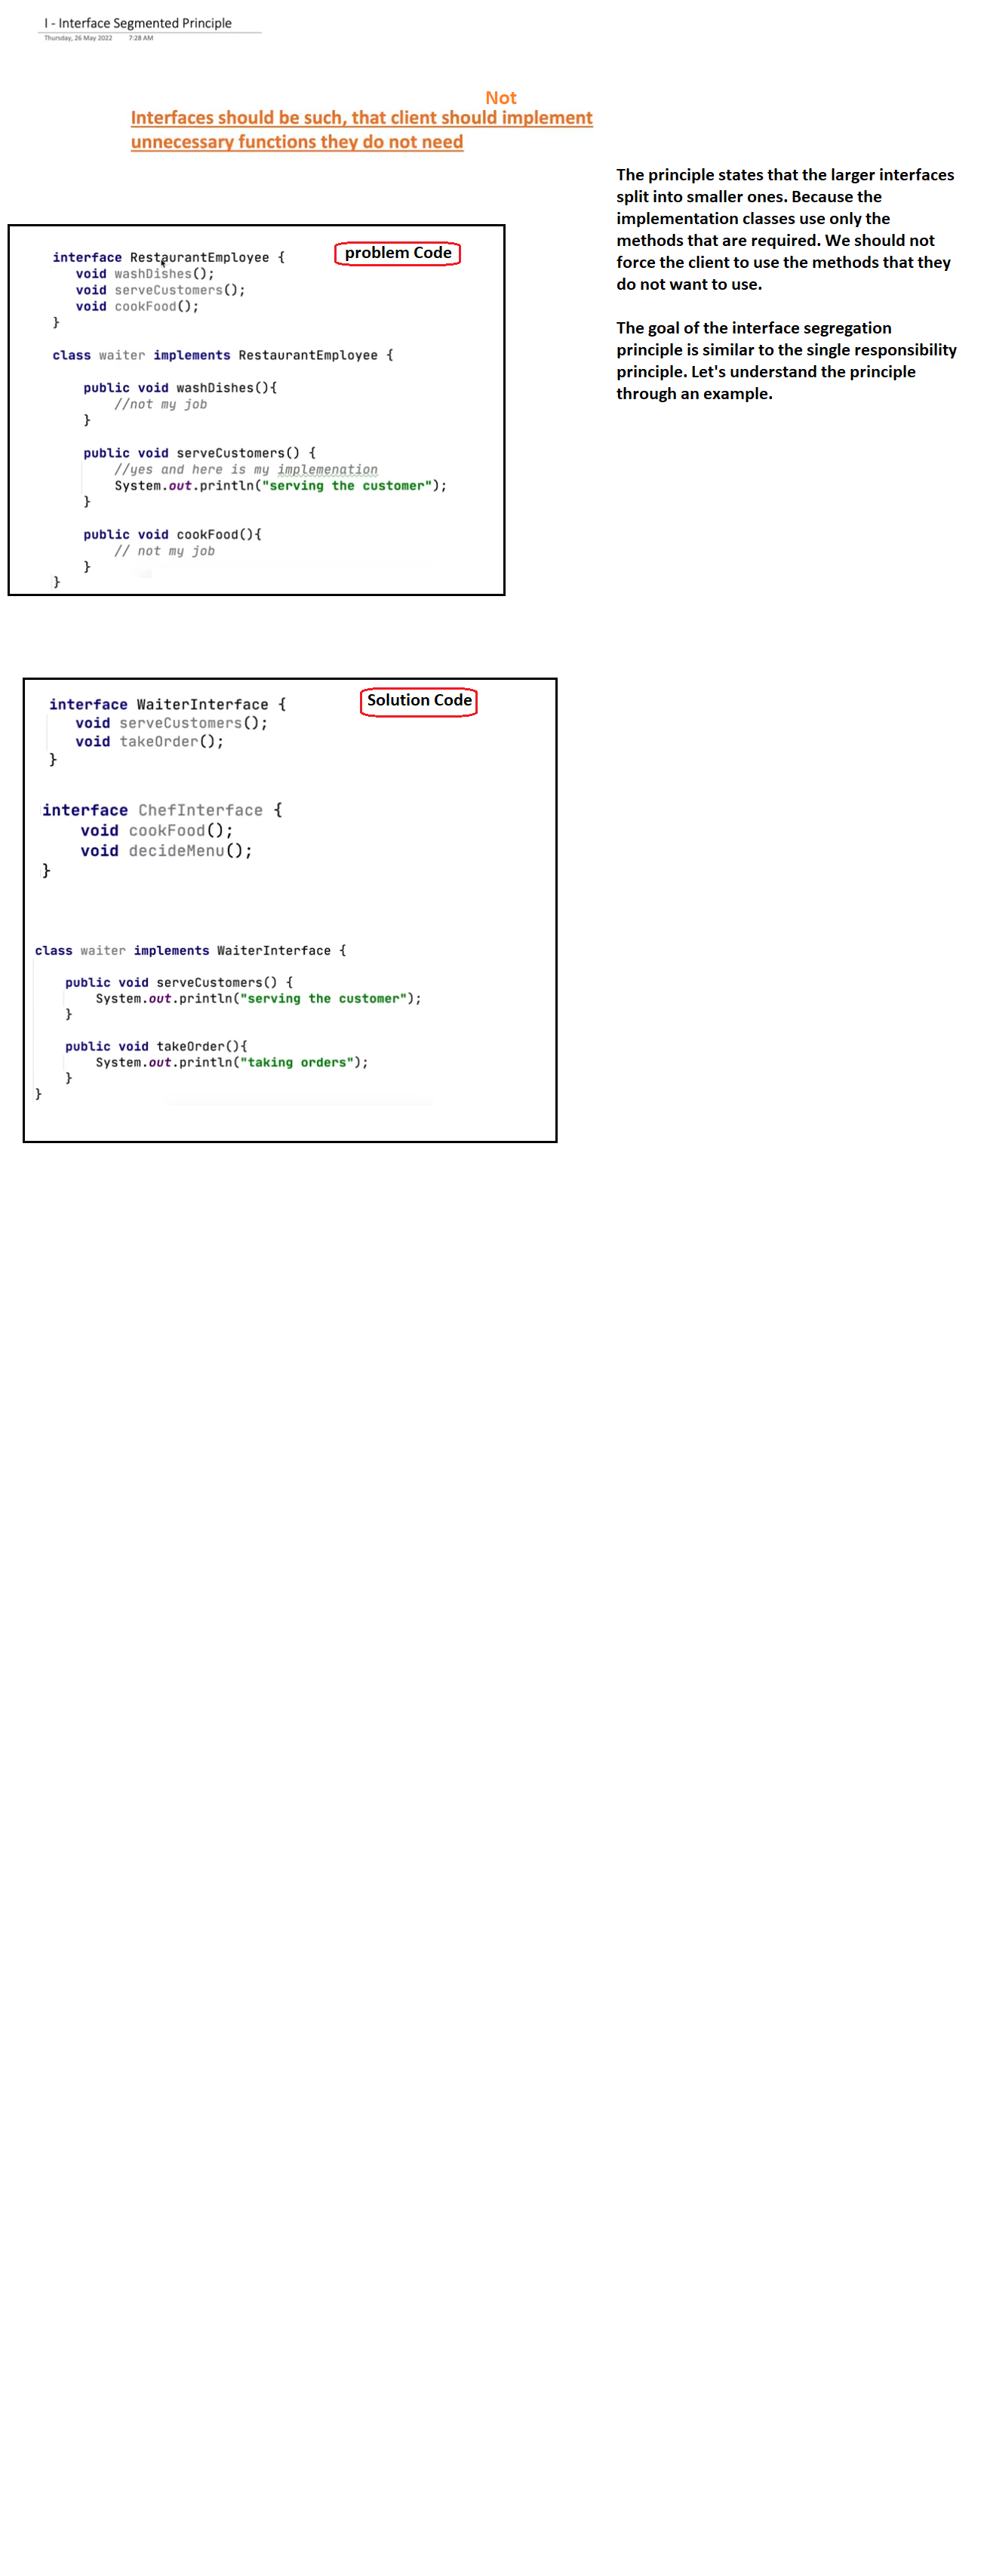 I - Interface Segmented Principle
Thursday, 26 May 2022 7:28 AM
Not
Interfaces should be such, that client should implement
unnecessary functions they do not need
The principle states that the larger interfaces
split into smaller ones. Because the
implementation classes use only the
methods that are required. We should not
force the client to use the methods that they
do not want to use.
The goal of the interface segregation
principle is similar to the single responsibility
principle. Let's understand the principle
through an example.
problem Code
interface RestaurantEmployee {
void washDishes();
void serveCustomers();
void cookFood();
}
class waiter implements RestaurantEmployee {
public void washDishes(){
//not my job
}
public void serveCustomers() {
//yes and here is my implemenation
System.out.println("serving the customer");
}
public void cookFood(){
// not my job
}
}
Solution Code
interface WaiterInterface {
void serveCustomers();
void takeOrder();
}
interface ChefInterface {
void cookFood();
void decideMenu();
}
class waiter implements WaiterInterface {
public void serveCustomers() {
System.out.println("serving the customer");
}
public void takeOrder(){
System.out.println("taking orders");
}
}